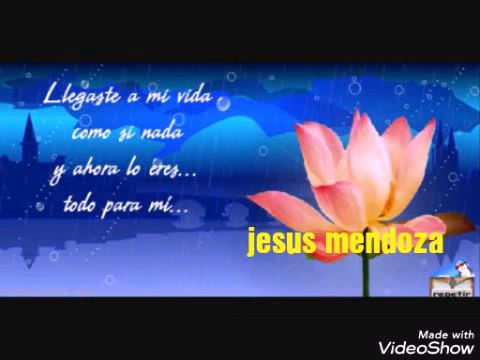 Llegaste a mi vida
como si nada
y ahora lo eres...
todo para mi...
jesus mendoza
repetir
Made with
VideoShow